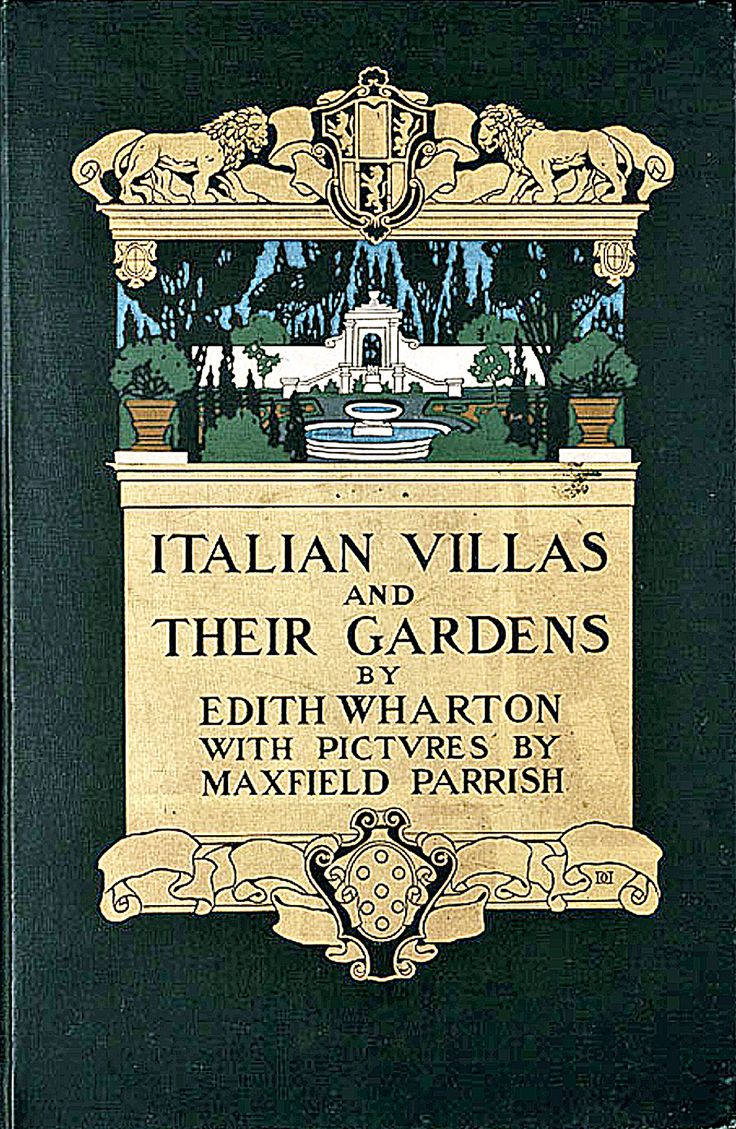 ITALIAN VILLAS
AND
THEIR GARDENS
BY
EDITH WHARTON
WITH PICTVRES BY
MAXFIELD PARRISH